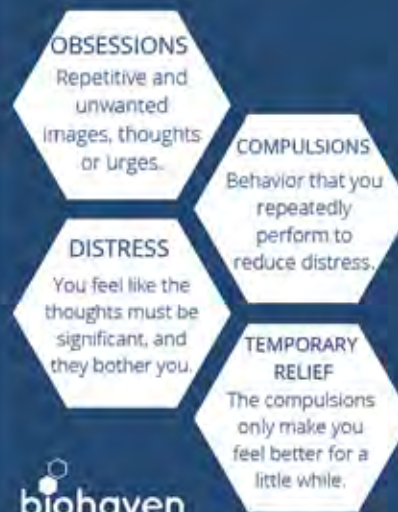 OBSESSIONS
Repetitive and
unwanted
images, thoughts
or urges.
COMPULSIONS
Behavior that you
repeatedly
perform to
reduce distress.
DISTRESS
You feel like the
thoughts must be
significant, and
they bother you.
TEMPORARY
RELIEF
The compulsions
only make you
feel better for a
little while.
biohaven